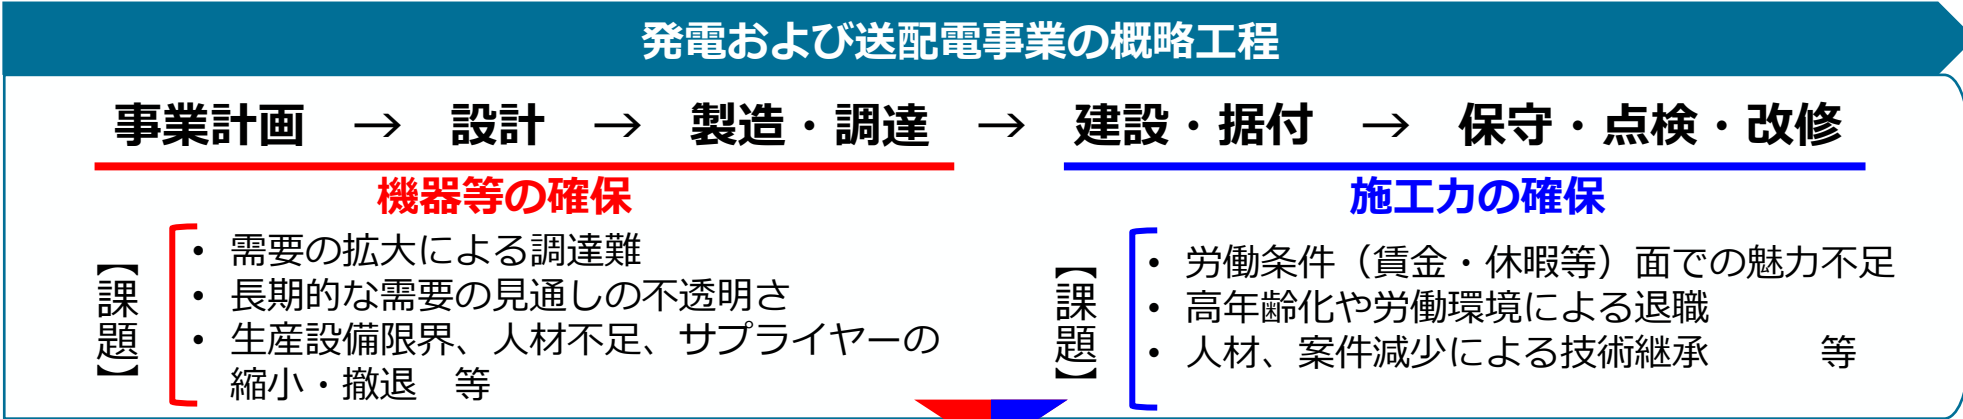 発電および送配電事業の概略工程
事業計画 → 設計 → 製造・調達 → 建設・据付 → 保守・点検・改修
機器等の確保
【課題】
• 需要の拡大による調達難
• 長期的な需要の見通しの不透明さ
• 生産設備限界、人材不足、サプライヤーの
縮小・撤退 等
施工力の確保
【課題】
• 労働条件（賃金・休暇等）面での魅力不足
• 高年齢化や労働環境による退職
• 人材、案件減少による技術継承 等